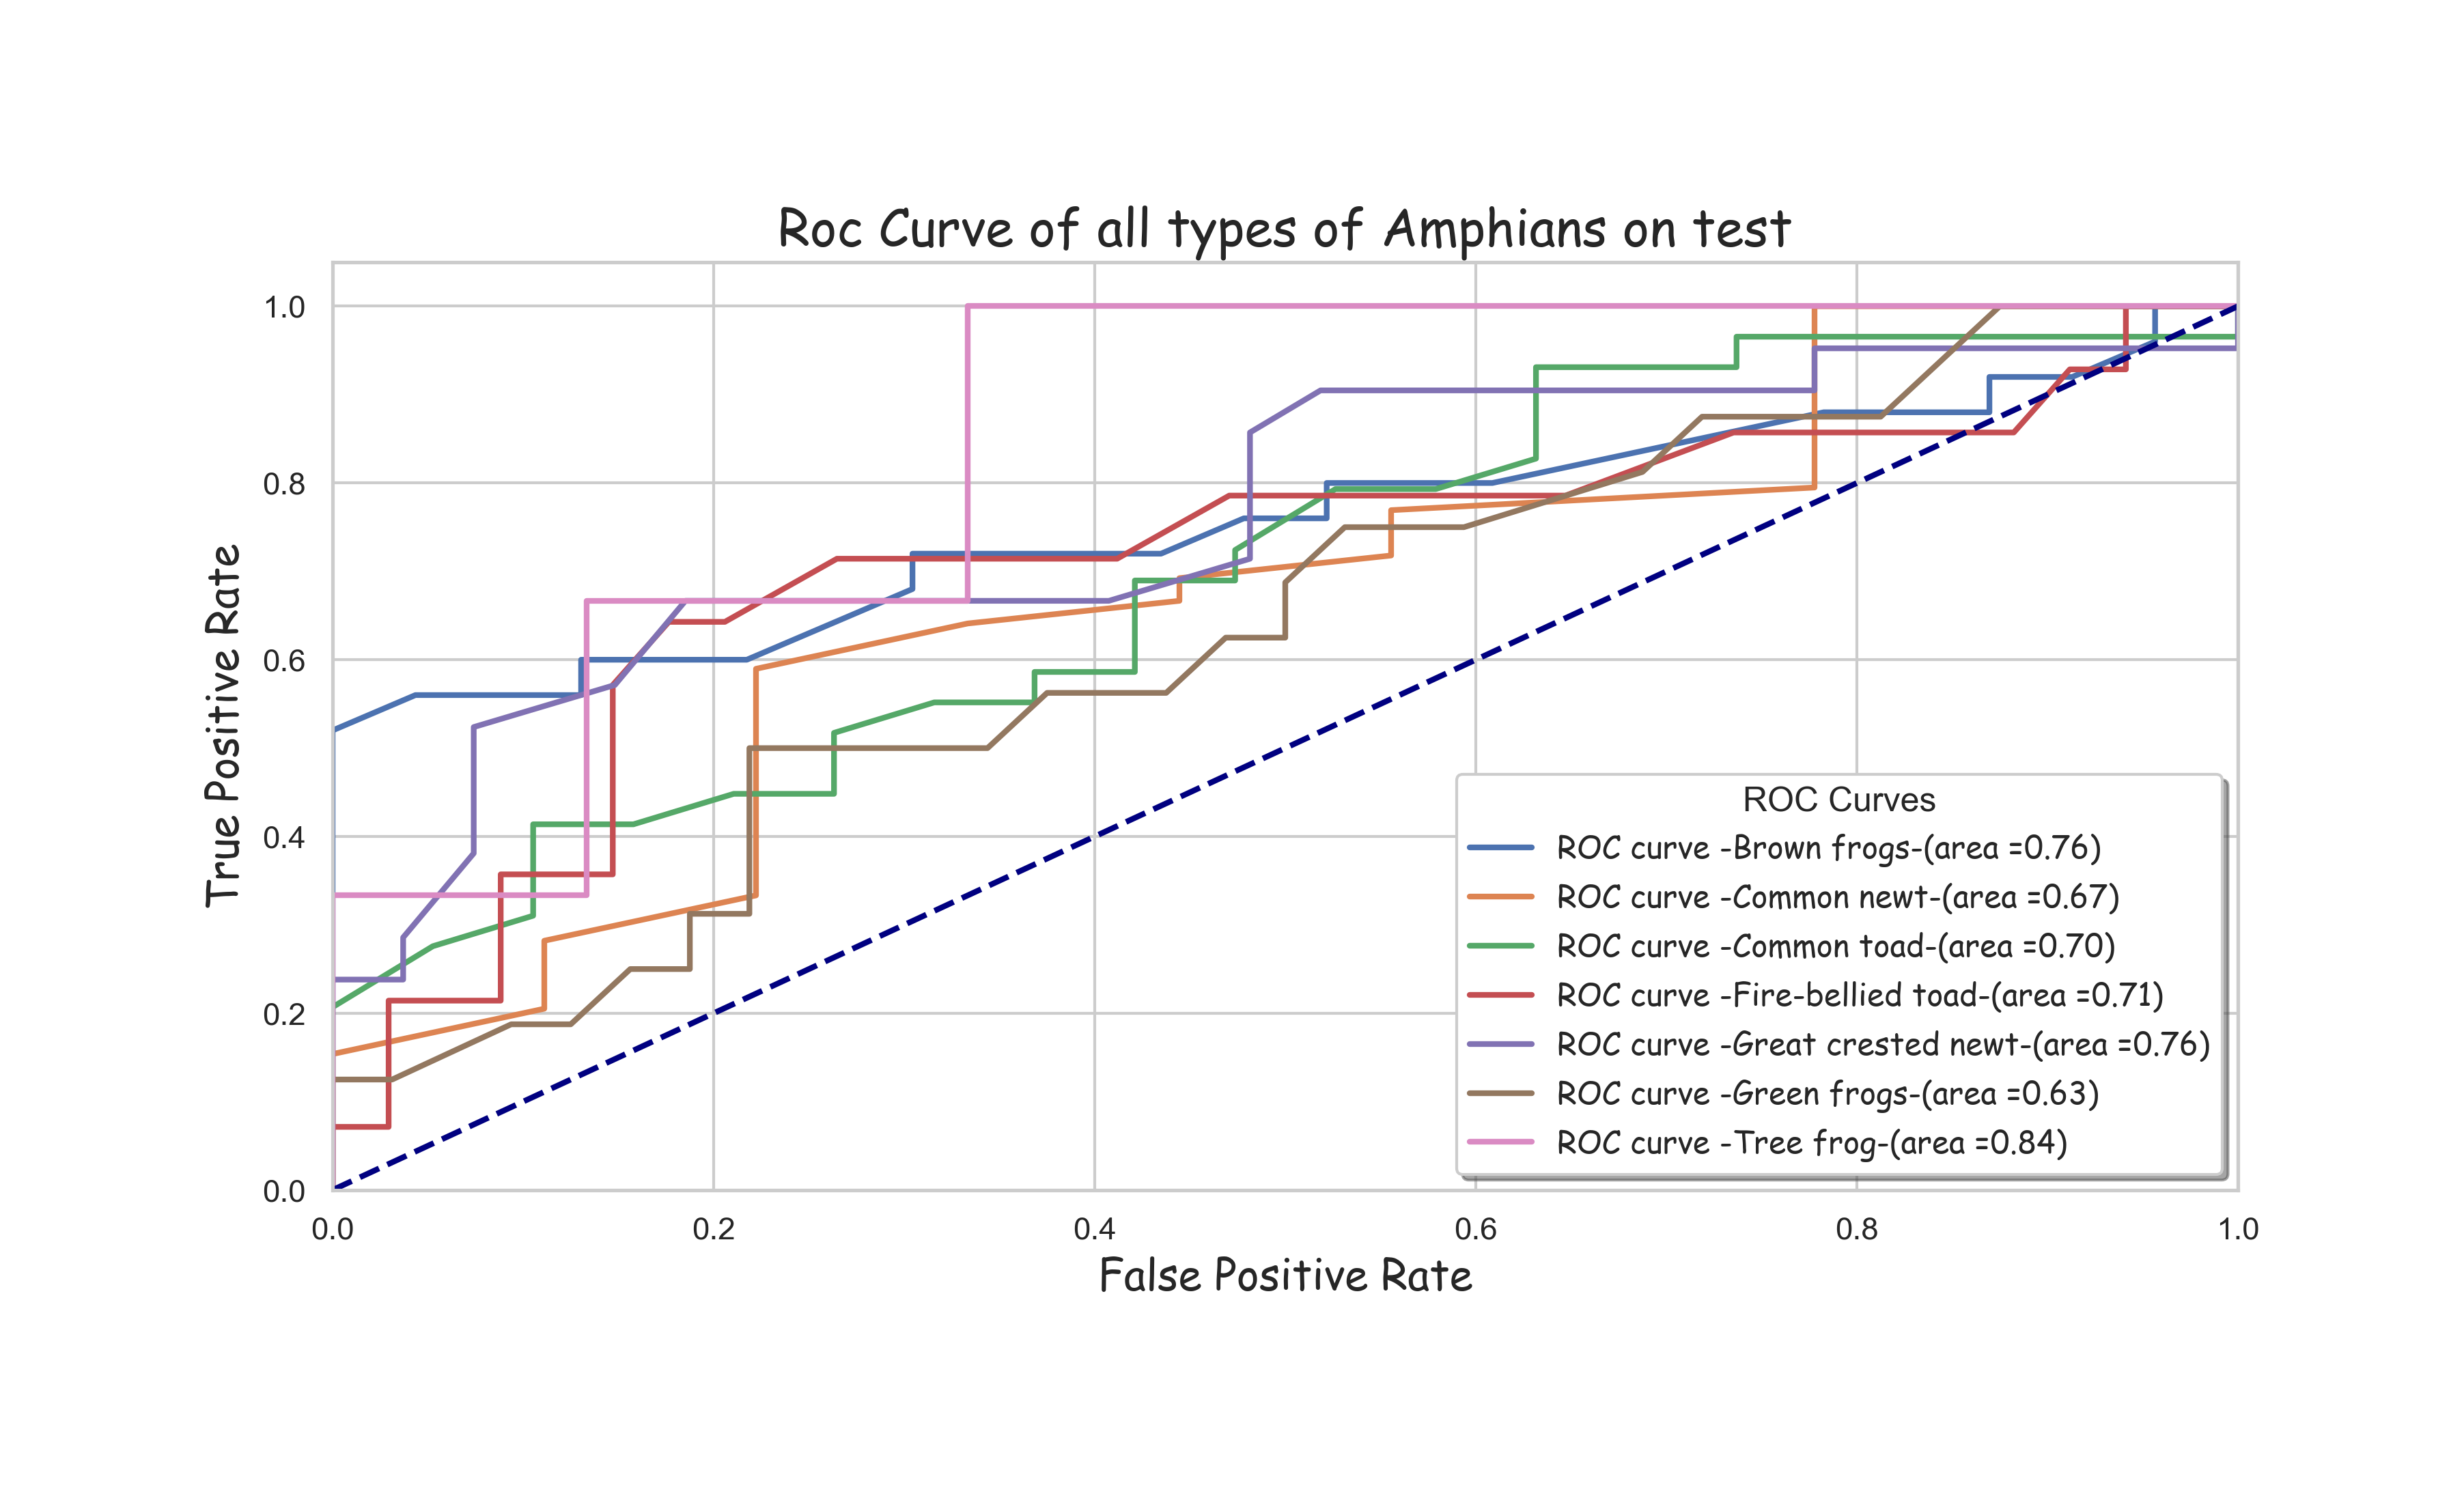 Roc Curve of all types of Amphians on test
True Positive Rate
1.0
0.8
0.6
0.4
0.2
0.0
0.0 0.2 0.4 0.6 0.8 1.0
False Positive Rate
ROC Curves
ROC curve -Brown frogs-(area =0.76)
ROC curve -Common newt-(area =0.67)
ROC curve -Common toad-(area =0.70)
ROC curve -Fire-bellied toad-(area =0.71)
ROC curve -Great crested newt-(area =0.76)
ROC curve -Green frogs-(area =0.63)
ROC curve -Tree frog-(area =0.84)